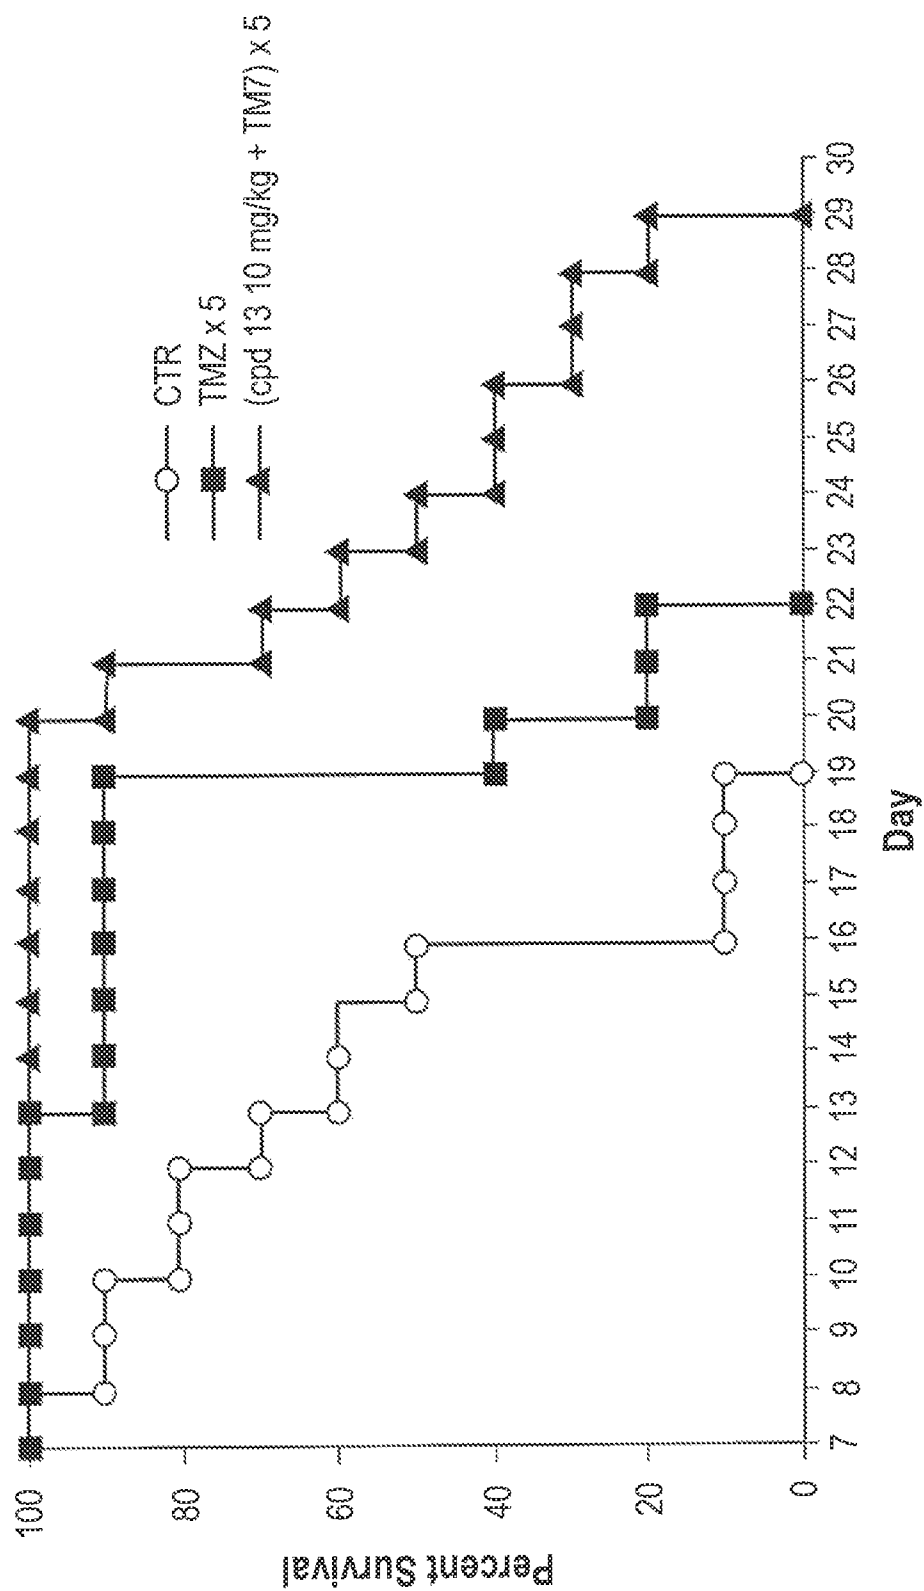 CTR
TMZ x 5
(cpd 13 10 mg/kg + TM7) x 5
Percent Survival
100
80
60
40
20
0
7 8 9 10 11 12 13 14 15 16 17 18 19 20 21 22 23 24 25 26 27 28 29 30
Day